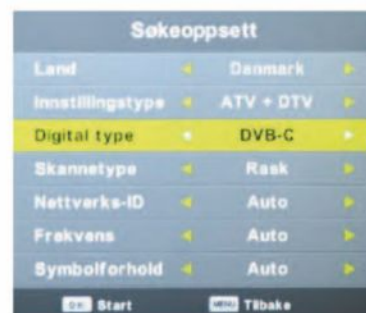 Søkeoppsett
Land Danmark
Innstillingstype ATV + DTV
Digital type DVB-C
Skannetype Rask
Nettverks-ID Auto
Frekvens Auto
Symbolforhold Auto
OK Start MENU Tilbake